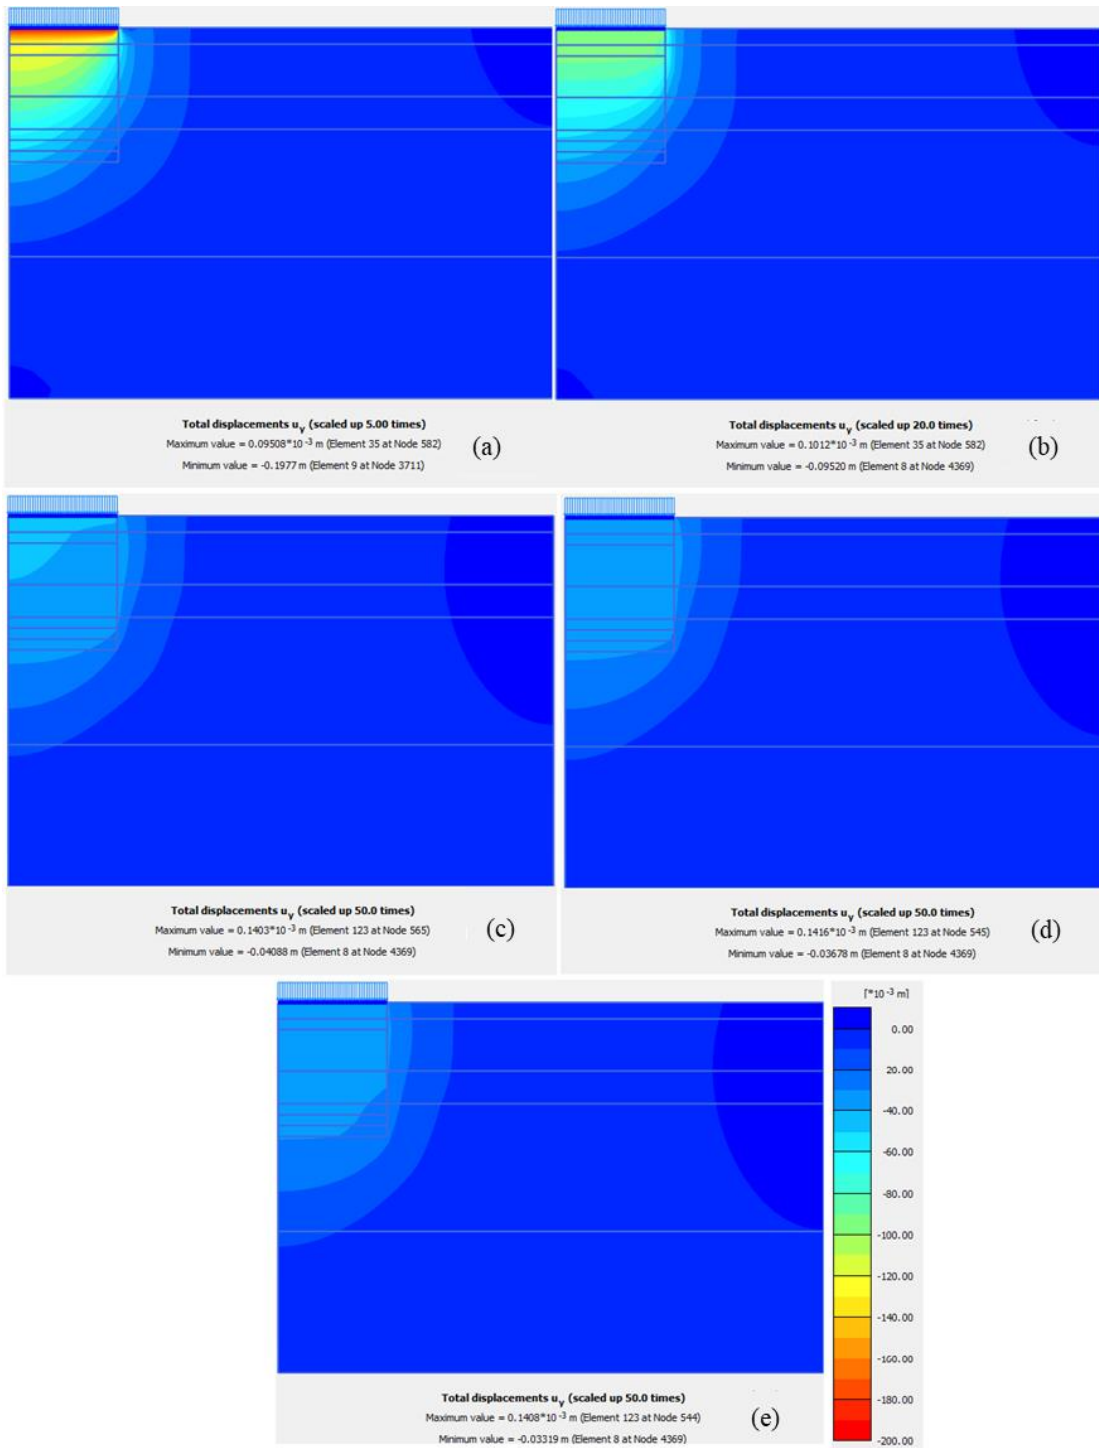 Total displacements u_y (scaled up 5.00 times)
Maximum value = 0.09508*10 -3 m (Element 35 at Node 582)
Minimum value = -0.1977 m (Element 9 at Node 3711)
(a)
Total displacements u_y (scaled up 20.0 times)
Maximum value = 0.1012*10 -3 m (Element 35 at Node 582)
Minimum value = -0.09520 m (Element 8 at Node 4369)
(b)
Total displacements u_y (scaled up 50.0 times)
Maximum value = 0.1403*10 -3 m (Element 123 at Node 565)
Minimum value = -0.04088 m (Element 8 at Node 4369)
(c)
Total displacements u_y (scaled up 50.0 times)
Maximum value = 0.1416*10 -3 m (Element 123 at Node 545)
Minimum value = -0.03678 m (Element 8 at Node 4369)
(d)
Total displacements u_y (scaled up 50.0 times)
Maximum value = 0.1408*10 -3 m (Element 123 at Node 544)
Minimum value = -0.03319 m (Element 8 at Node 4369)
(e)
[*10 -3 m]
0.00
20.00
-40.00
-60.00
-80.00
-100.00
-120.00
-140.00
-160.00
-180.00
-200.00